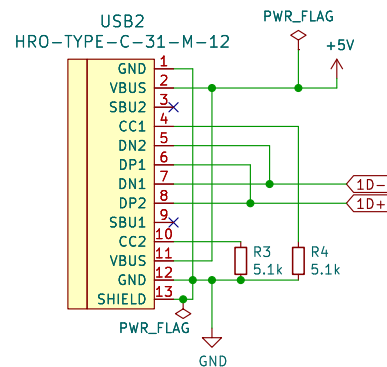 USB2
HRO-TYPE-C-31-M-12
PWR_FLAG
+5V
GND 1
VBUS 2
SBU2 3
CC1 4
DN2 5
DP1 6
DN1 7
1D-
DP2 8
1D+
SBU1 9
CC2 10
VBUS 11
GND 12
SHIELD 13
R3
5.1k
R4
5.1k
PWR_FLAG
GND